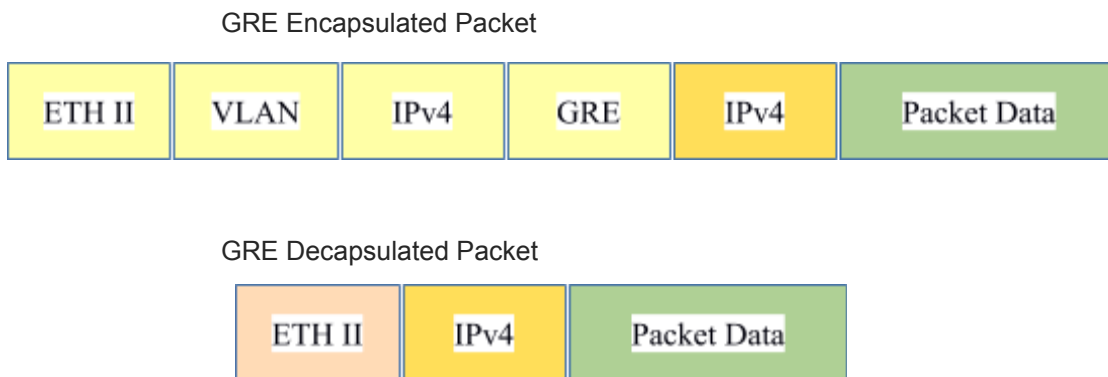 GRE Encapsulated Packet
ETH II VLAN IPv4 GRE IPv4 Packet Data
GRE Decapsulated Packet
ETH II IPv4 Packet Data